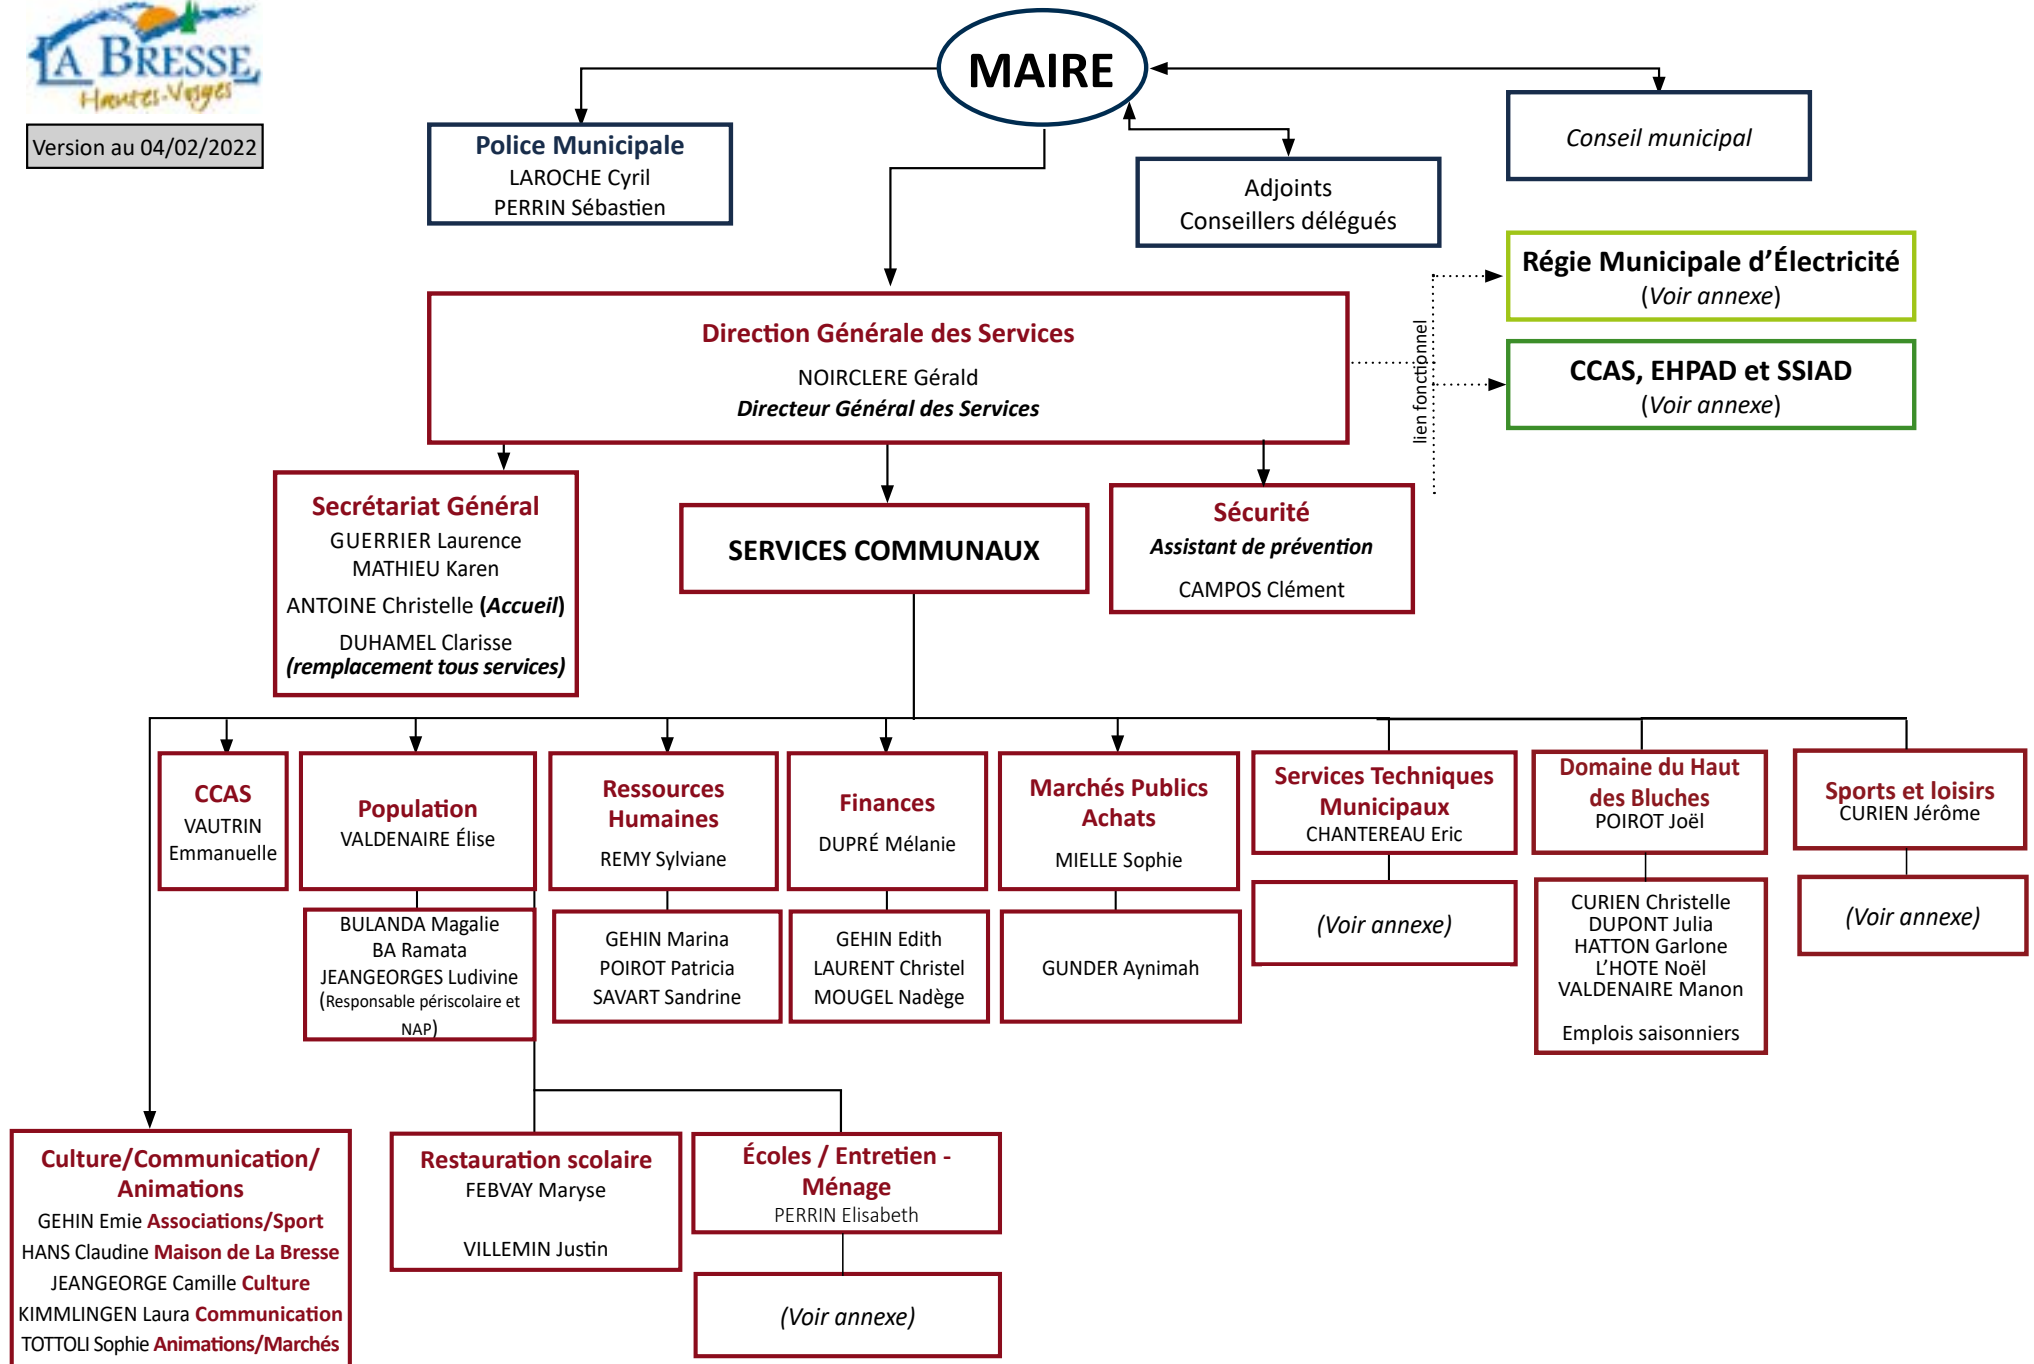 LA BRESSE
Hautes-Vosges
Version au 04/02/2022
MAIRE
Police Municipale
LAROCHE Cyril
PERRIN Sébastien
Adjoints
Conseillers délégués
Conseil municipal
Régie Municipale d’Électricité
(Voir annexe)
CCAS, EHPAD et SSIAD
(Voir annexe)
lien fonctionnel
Direction Générale des Services
NOIRCLERE Gérald
Directeur Général des Services
Secrétariat Général
GUERRIER Laurence
MATHIEU Karen
ANTOINE Christelle (Accueil)
DUHAMEL Clarisse
(remplacement tous services)
SERVICES COMMUNAUX
Sécurité
Assistant de prévention
CAMPOS Clément
CCAS
VAUTRIN
Emmanuelle
Population
VALDENAIRE Élise
BULANDA Magalie
BA Ramata
JEANGEORGES Ludivine
(Responsable périscolaire et
NAP)
Ressources
Humaines
REMY Sylviane
GEHIN Marina
POIROT Patricia
SAVART Sandrine
Finances
DUPRÉ Mélanie
GEHIN Edith
LAURENT Christel
MOUGEL Nadège
Marchés Publics
Achats
MIELLE Sophie
GUNDER Aynimah
Services Techniques
Municipaux
CHANTEREAU Eric
(Voir annexe)
Domaine du Haut
des Bluches
POIROT Joël
CURIEN Christelle
DUPONT Julia
HATTON Garlone
L’HOTE Noël
VALDENAIRE Manon
Emplois saisonniers
Sports et loisirs
CURIEN Jérôme
(Voir annexe)
Culture/Communication/
Animations
GEHIN Emie Associations/Sport
HANS Claudine Maison de La Bresse
JEANGEORGE Camille Culture
KIMMLINGEN Laura Communication
TOTTOLI Sophie Animations/Marchés
Restauration scolaire
FEBVAY Maryse
VILLEMIN Justin
Écoles / Entretien -
Ménage
PERRIN Elisabeth
(Voir annexe)